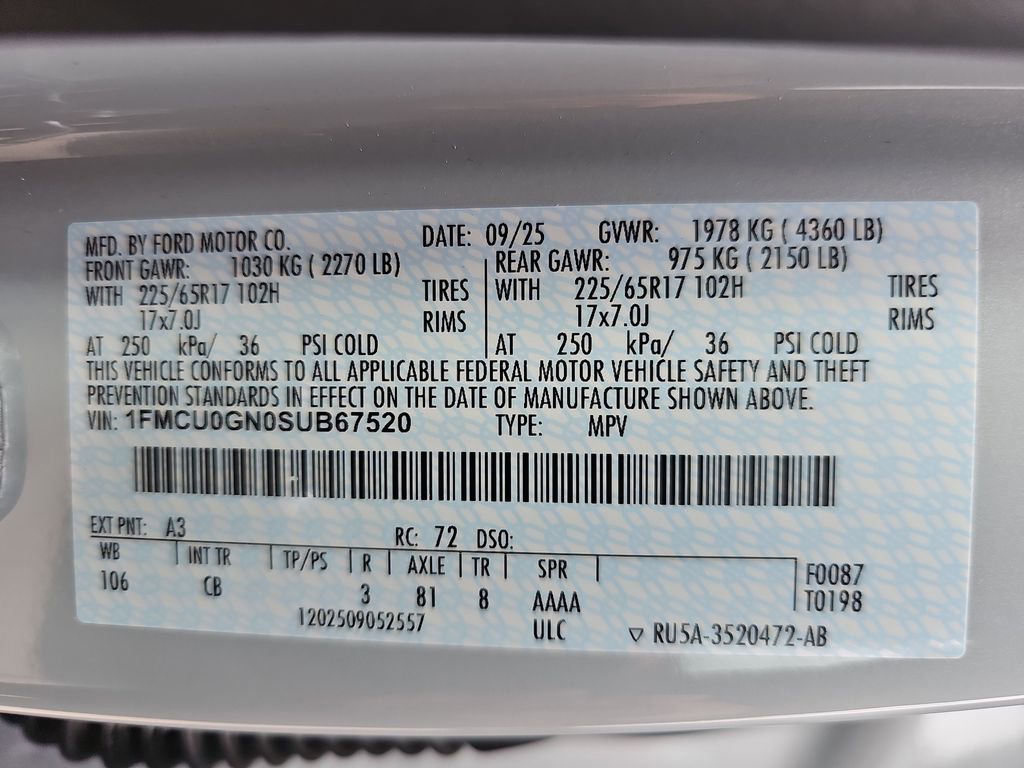 MFD. BY FORD MOTOR CO. DATE: 09/25 GVWR: 1978 KG ( 4360 LB)
FRONT GAWR: 1030 KG ( 2270 LB) REAR GAWR: 975 KG ( 2150 LB)
WITH 225/65R17 102H TIRES WITH 225/65R17 102H TIRES
17x7.0J RIMS 17x7.0J RIMS
AT 250 kPa/ 36 PSI COLD AT 250 kPa/ 36 PSI COLD
THIS VEHICLE CONFORMS TO ALL APPLICABLE FEDERAL MOTOR VEHICLE SAFETY AND THEFT
PREVENTION STANDARDS IN EFFECT ON THE DATE OF MANUFACTURE SHOWN ABOVE.
VIN: 1FMCU0GN0SUB67520 TYPE: MPV
EXT PNT: A3 RC: 72 DSO:
WB INT TR TP/PS R AXLE TR SPR F0087
106 CB 3 81 8 AAAA T0198
1202509052557 ULC ▽ RU5A-3520472-AB